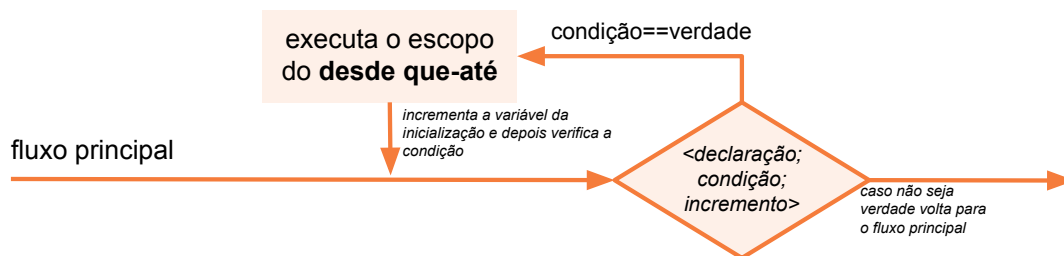 executa o escopo
do desde que-até
condição==verdade
incrementa a variável da
inicialização e depois verifica a
condição
fluxo principal
<declaração;
condição;
incremento>
caso não seja
verdade volta para
o fluxo principal